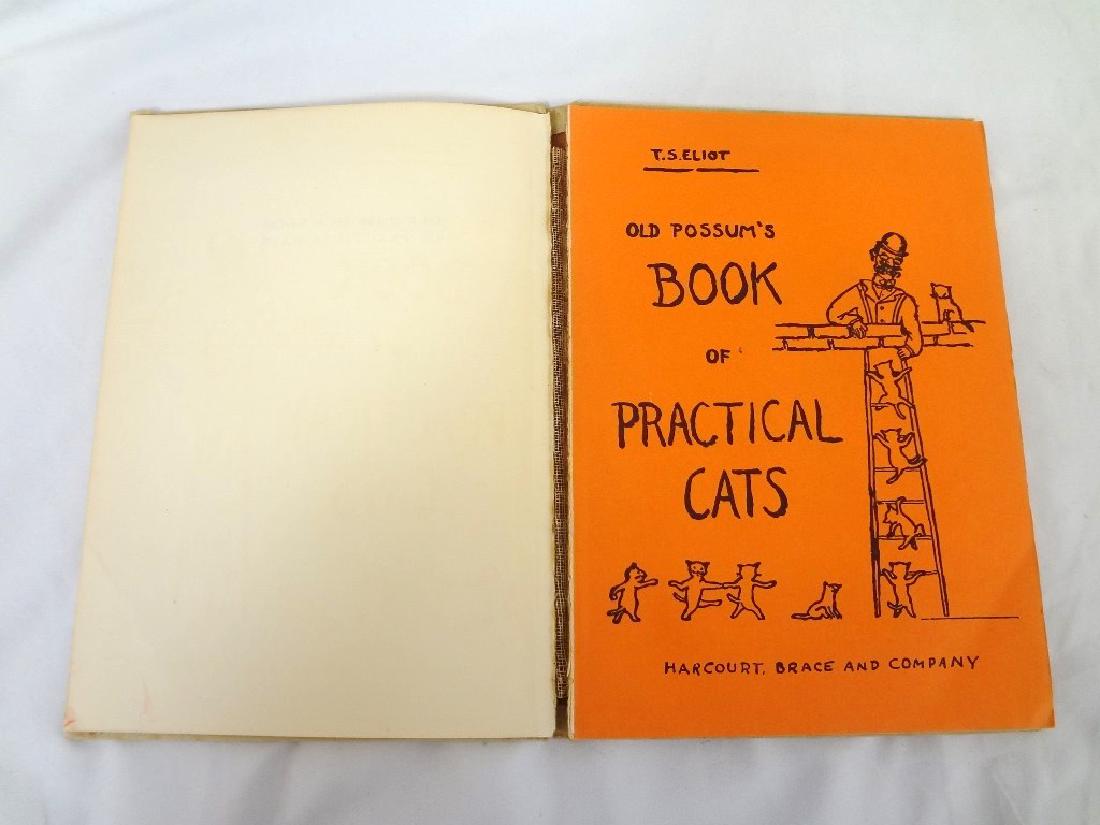 T.S.ELIOT
OLD POSSUM'S
BOOK
OF
PRACTICAL
CATS
HARCOURT, BRACE AND COMPANY